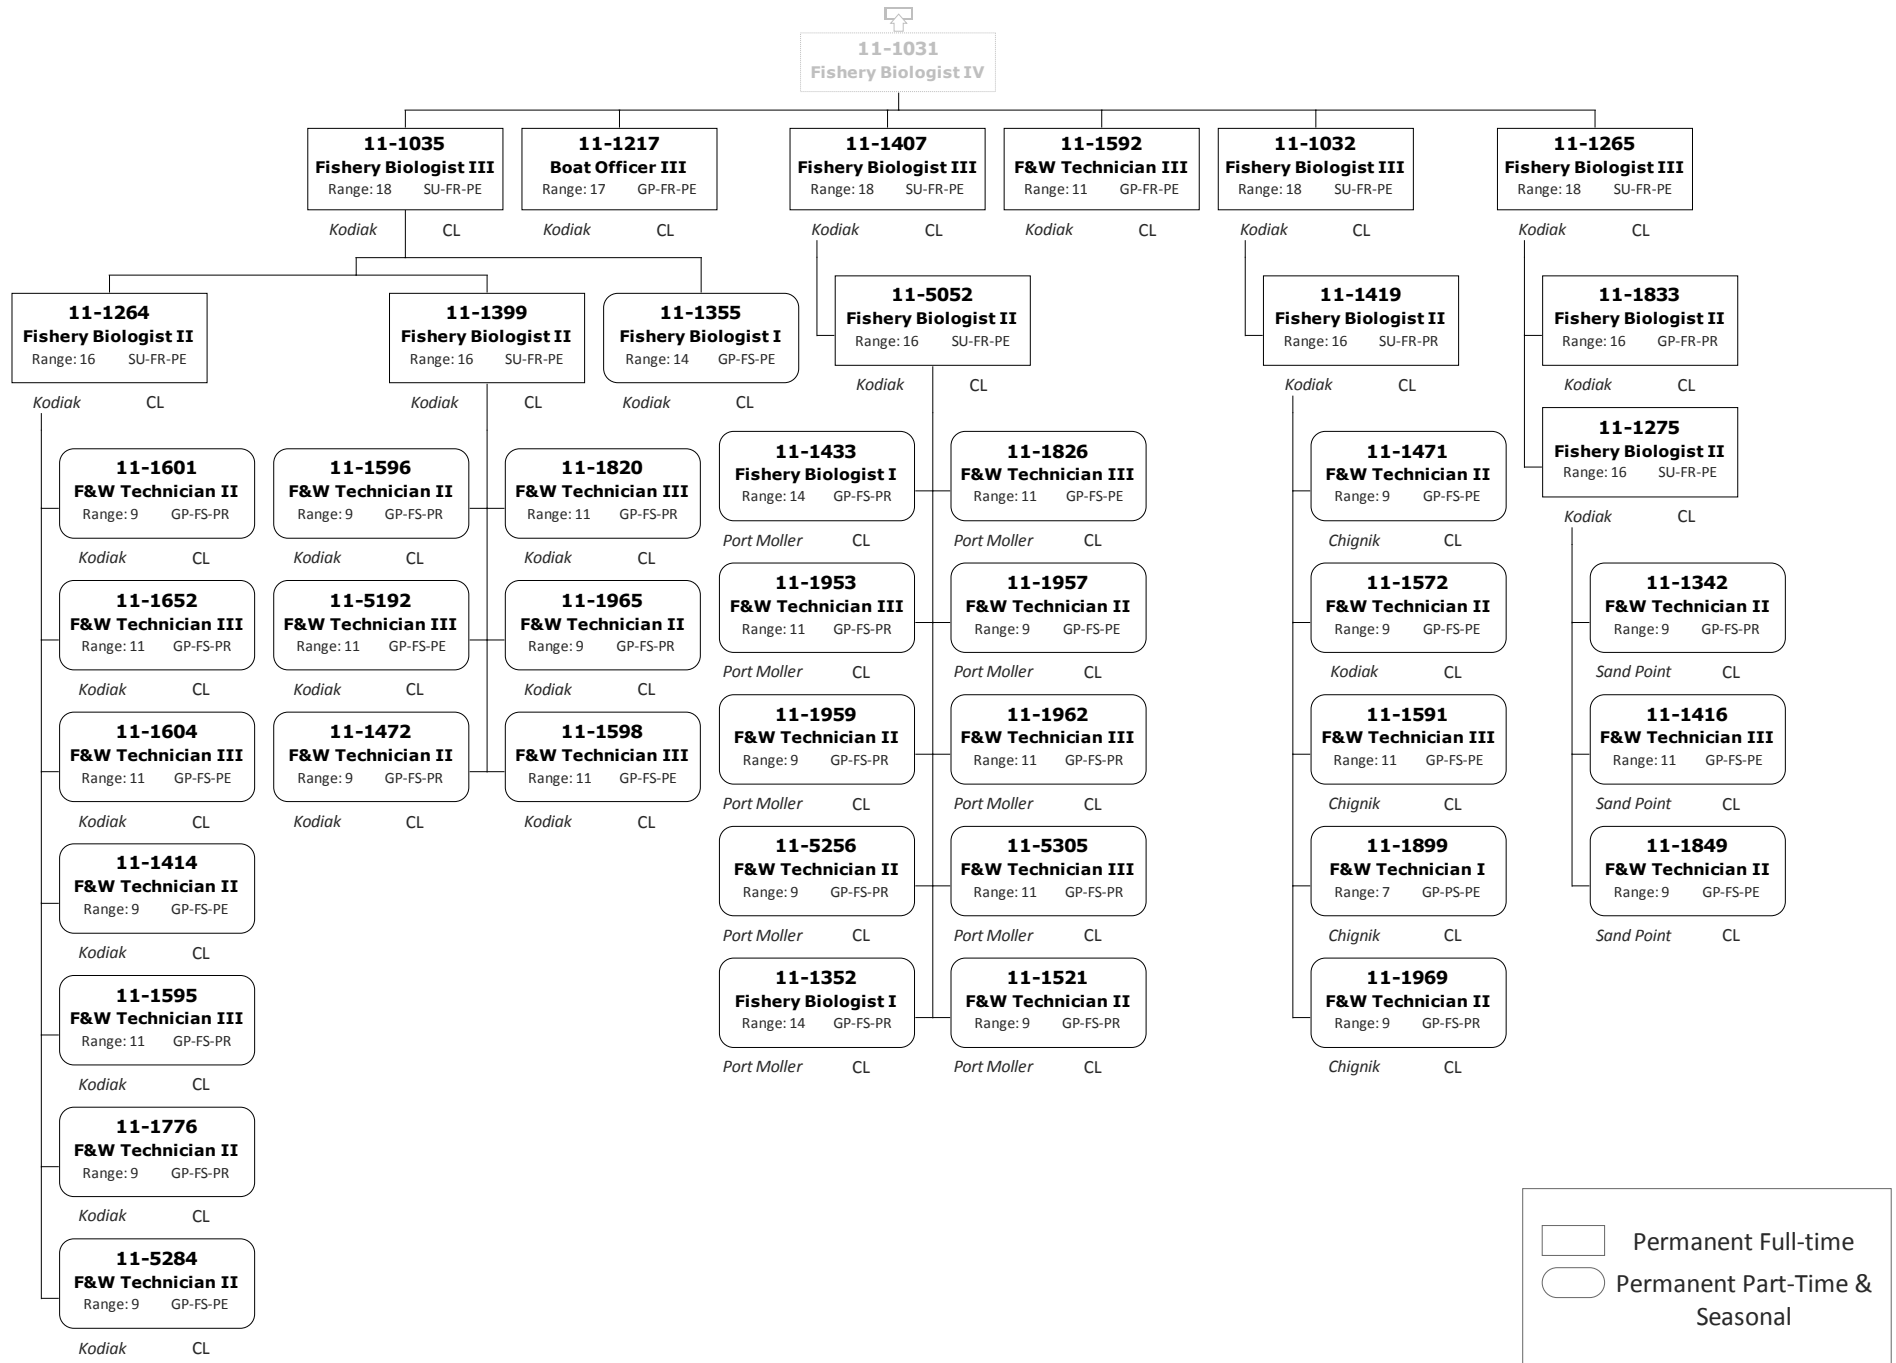 11-1031
Fishery Biologist IV
11-1035
Fishery Biologist III
Range: 18 SU-FR-PE
Kodiak CL
11-1217
Boat Officer III
Range: 17 GP-FR-PE
Kodiak CL
11-1407
Fishery Biologist III
Range: 18 SU-FR-PE
Kodiak CL
11-1592
F&W Technician III
Range: 11 GP-FR-PE
Kodiak CL
11-1032
Fishery Biologist III
Range: 18 SU-FR-PE
Kodiak CL
11-1265
Fishery Biologist III
Range: 18 SU-FR-PE
Kodiak CL
11-1264
Fishery Biologist II
Range: 16 SU-FR-PE
Kodiak CL
11-1399
Fishery Biologist II
Range: 16 SU-FR-PE
Kodiak CL
11-1355
Fishery Biologist I
Range: 14 GP-FS-PE
Kodiak CL
11-5052
Fishery Biologist II
Range: 16 SU-FR-PE
Kodiak CL
11-1419
Fishery Biologist II
Range: 16 SU-FR-PR
Kodiak CL
11-1833
Fishery Biologist II
Range: 16 GP-FR-PR
Kodiak CL
11-1275
Fishery Biologist II
Range: 16 SU-FR-PE
Kodiak CL
11-1601
F&W Technician II
Range: 9 GP-FS-PR
Kodiak CL
11-1652
F&W Technician III
Range: 11 GP-FS-PR
Kodiak CL
11-1604
F&W Technician III
Range: 11 GP-FS-PE
Kodiak CL
11-1414
F&W Technician II
Range: 9 GP-FS-PE
Kodiak CL
11-1595
F&W Technician III
Range: 11 GP-FS-PR
Kodiak CL
11-1776
F&W Technician II
Range: 9 GP-FS-PR
Kodiak CL
11-5284
F&W Technician II
Range: 9 GP-FS-PE
Kodiak CL
11-1596
F&W Technician II
Range: 9 GP-FS-PR
Kodiak CL
11-1820
F&W Technician III
Range: 11 GP-FS-PR
Kodiak CL
11-5192
F&W Technician III
Range: 11 GP-FS-PE
Kodiak CL
11-1965
F&W Technician II
Range: 9 GP-FS-PR
Kodiak CL
11-1472
F&W Technician II
Range: 9 GP-FS-PR
Kodiak CL
11-1598
F&W Technician III
Range: 11 GP-FS-PE
Kodiak CL
11-1433
Fishery Biologist I
Range: 14 GP-FS-PR
Port Moller CL
11-1826
F&W Technician III
Range: 11 GP-FS-PE
Port Moller CL
11-1953
F&W Technician III
Range: 11 GP-FS-PR
Port Moller CL
11-1957
F&W Technician II
Range: 9 GP-FS-PE
Port Moller CL
11-1959
F&W Technician II
Range: 9 GP-FS-PR
Port Moller CL
11-1962
F&W Technician III
Range: 11 GP-FS-PR
Port Moller CL
11-5256
F&W Technician II
Range: 9 GP-FS-PR
Port Moller CL
11-5305
F&W Technician III
Range: 11 GP-FS-PR
Port Moller CL
11-1352
Fishery Biologist I
Range: 14 GP-FS-PR
Port Moller CL
11-1521
F&W Technician II
Range: 9 GP-FS-PR
Port Moller CL
11-1471
F&W Technician II
Range: 9 GP-FS-PE
Chignik CL
11-1572
F&W Technician II
Range: 9 GP-FS-PE
Kodiak CL
11-1591
F&W Technician III
Range: 11 GP-FS-PE
Chignik CL
11-1899
F&W Technician I
Range: 7 GP-PS-PE
Chignik CL
11-1969
F&W Technician II
Range: 9 GP-FS-PR
Chignik CL
11-1342
F&W Technician II
Range: 9 GP-FS-PR
Sand Point CL
11-1416
F&W Technician III
Range: 11 GP-FS-PE
Sand Point CL
11-1849
F&W Technician II
Range: 9 GP-FS-PE
Sand Point CL
Permanent Full-time
Permanent Part-Time &
Seasonal